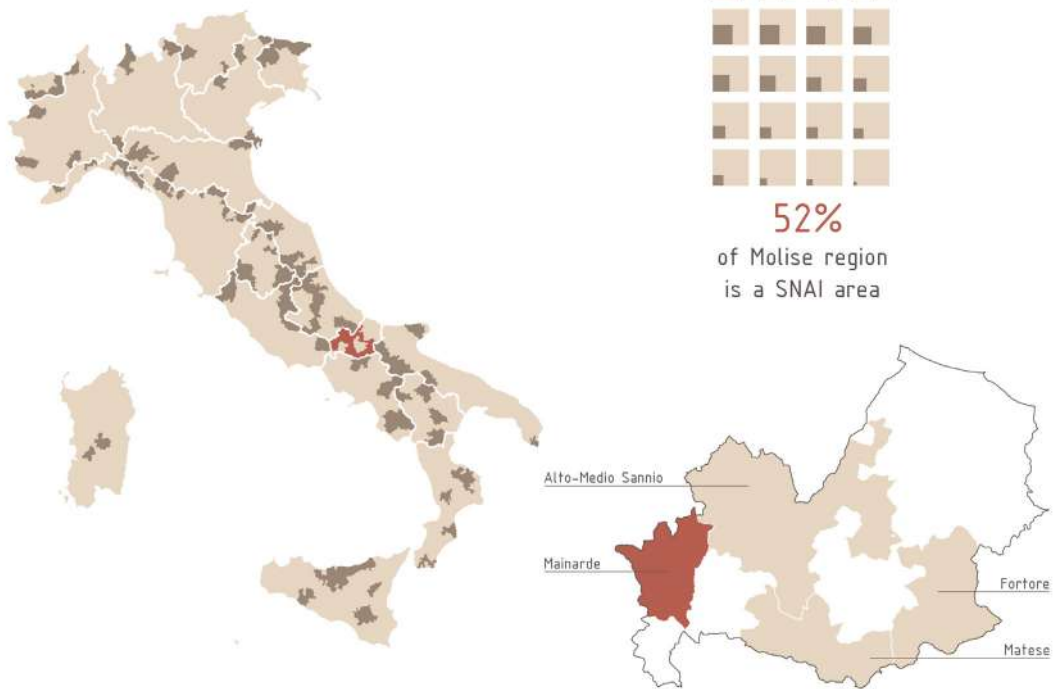 52%
of Molise region
is a SNAI area
Alto-Medio Sannio
Mainarde
Fortore
Matese